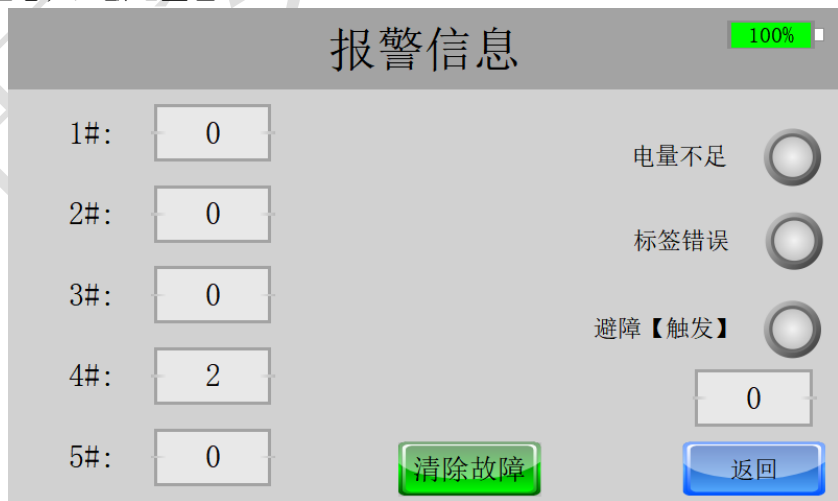 报警信息
100%
1#: 0
电量不足
2#: 0
标签错误
3#: 0
避障【触发】
4#: 2
0
5#: 0
清除故障
返回